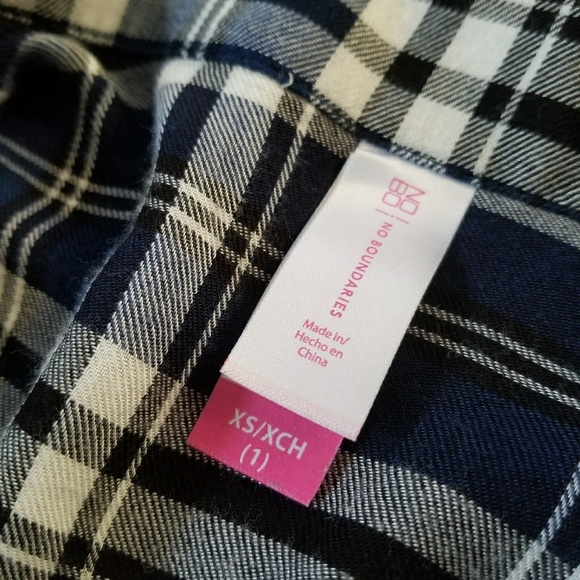 NO
BO
NO BOUNDARIES
Made in/
Hecho en
China
XS/XCH
(1)